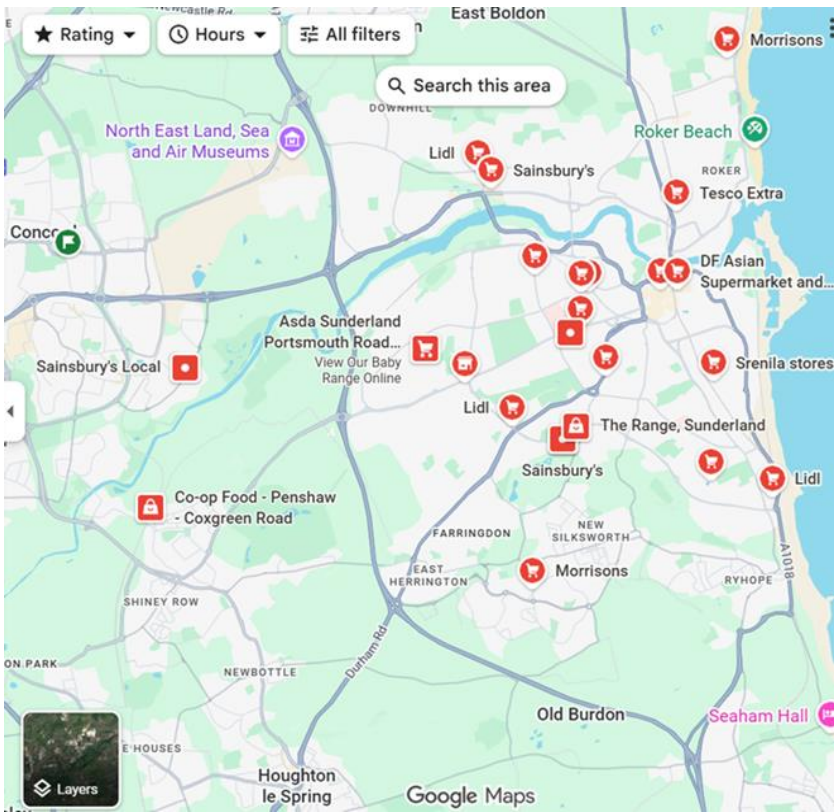 Newcastle Rd
East Boldon
Rating
Hours
All filters
Morrisons
Search this area
DOWNHILL
North East Land, Sea
and Air Museums
Roker Beach
Lidl
Sainsbury's
ROKER
Tesco Extra
DF Asian
Supermarket and...
Asda Sunderland
Portsmouth Road...
View Our Baby
Range Online
Sainsbury's Local
Srenila stores
Lidl
The Range, Sunderland
Sainsbury's
Lidl
Co-op Food - Penshaw
- Coxgreen Road
FARRINGDON
NEW
SILKSWORTH
A1018
EAST
HERRINGTON
Morrisons
RYHOPE
SHINEY ROW
Durham Rd
NEWBOTTLE
Old Burdon
Seaham Hall
Layers
Houghton
le Spring
Google Maps